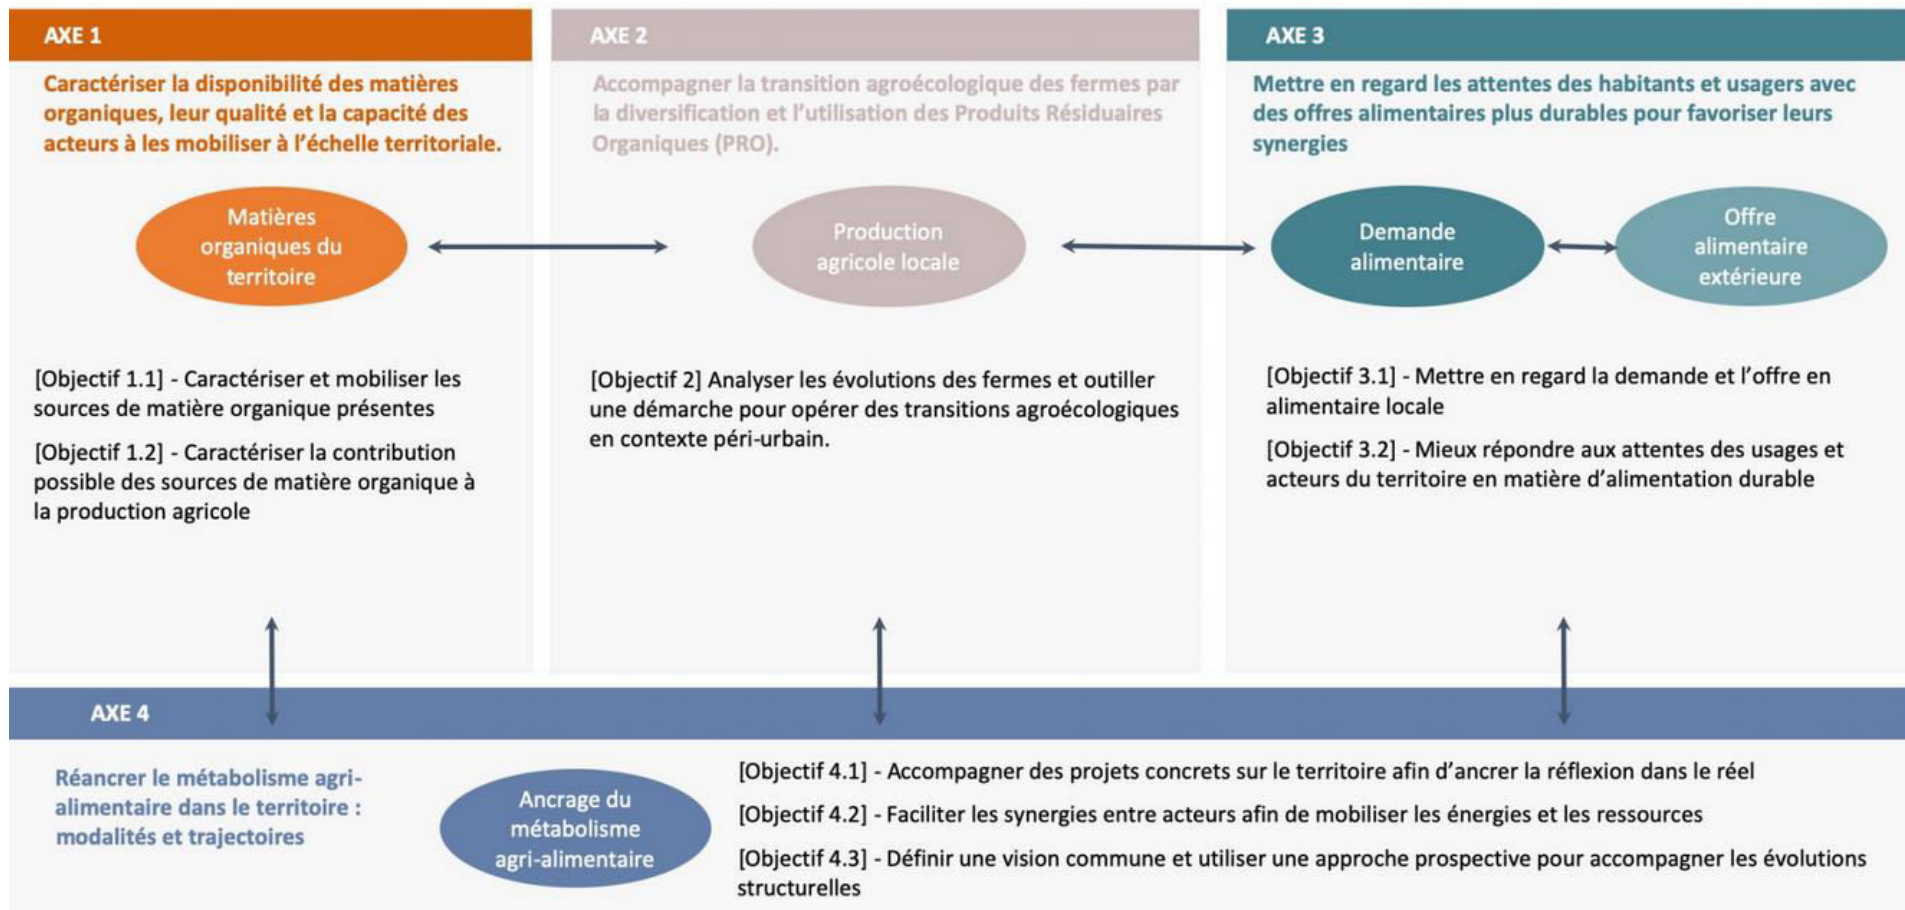 AXE 1
Caractériser la disponibilité des matières
organiques, leur qualité et la capacité des
acteurs à les mobiliser à l'échelle territoriale.
Matières
organiques du
territoire
[Objectif 1.1] - Caractériser et mobiliser les
sources de matière organique présentes
[Objectif 1.2] - Caractériser la contribution
possible des sources de matière organique à
la production agricole
AXE 2
Accompagner la transition agroécologique des fermes par
la diversification et l'utilisation des Produits Résiduaires
Organiques (PRO).
Production
agricole locale
[Objectif 2] Analyser les évolutions des fermes et outiller
une démarche pour opérer des transitions agroécologiques
en contexte péri-urbain.
AXE 3
Mettre en regard les attentes des habitants et usagers avec
des offres alimentaires plus durables pour favoriser leurs
synergies
Demande
alimentaire
Offre
alimentaire
extérieure
[Objectif 3.1] - Mettre en regard la demande et l'offre en
alimentaire locale
[Objectif 3.2] - Mieux répondre aux attentes des usages et
acteurs du territoire en matière d'alimentation durable
AXE 4
Réancrer le métabolisme agri-
alimentaire dans le territoire :
modalités et trajectoires
Ancrage du
métabolisme
agri-alimentaire
[Objectif 4.1] - Accompagner des projets concrets sur le territoire afin d'ancrer la réflexion dans le réel
[Objectif 4.2] - Faciliter les synergies entre acteurs afin de mobiliser les énergies et les ressources
[Objectif 4.3] - Définir une vision commune et utiliser une approche prospective pour accompagner les évolutions
structurelles